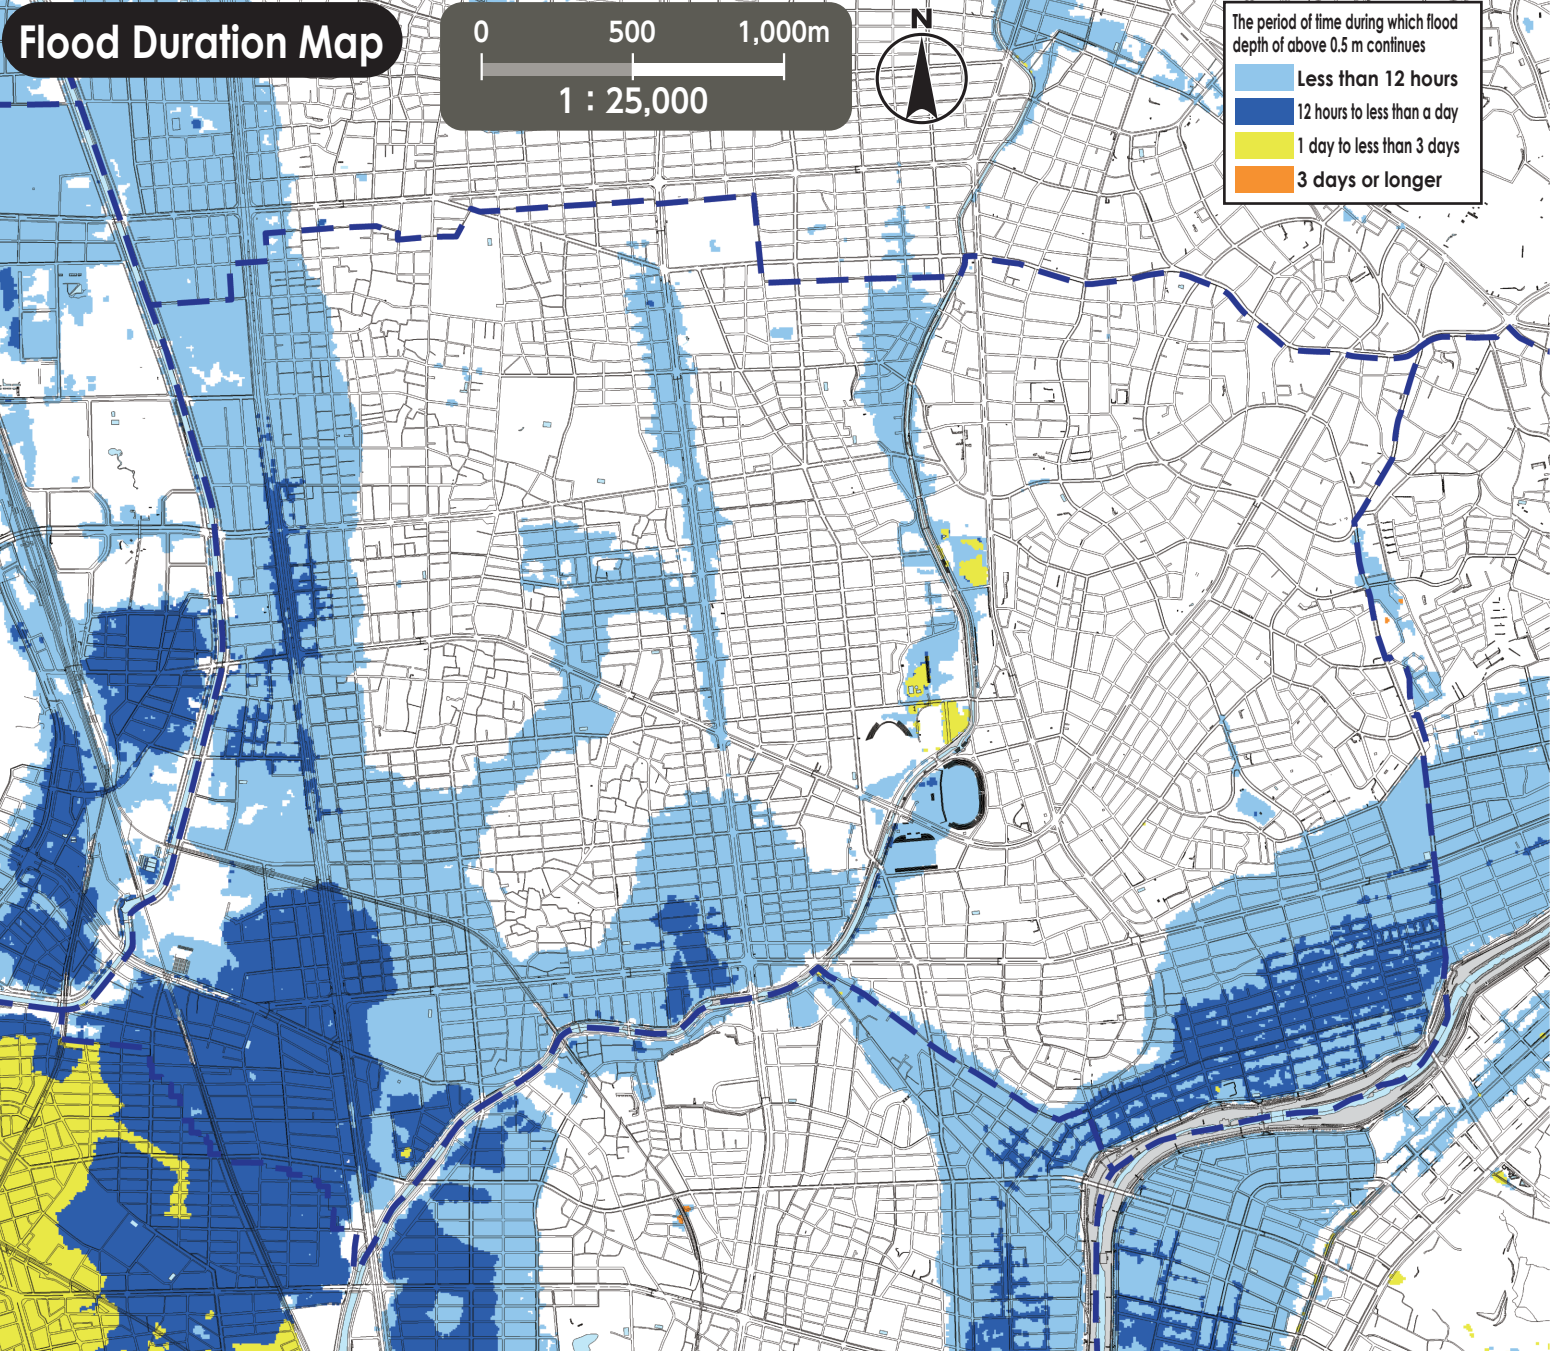 Flood Duration Map
0 500 1,000m
1 : 25,000
N
The period of time during which flood
depth of above 0.5 m continues
Less than 12 hours
12 hours to less than a day
1 day to less than 3 days
3 days or longer